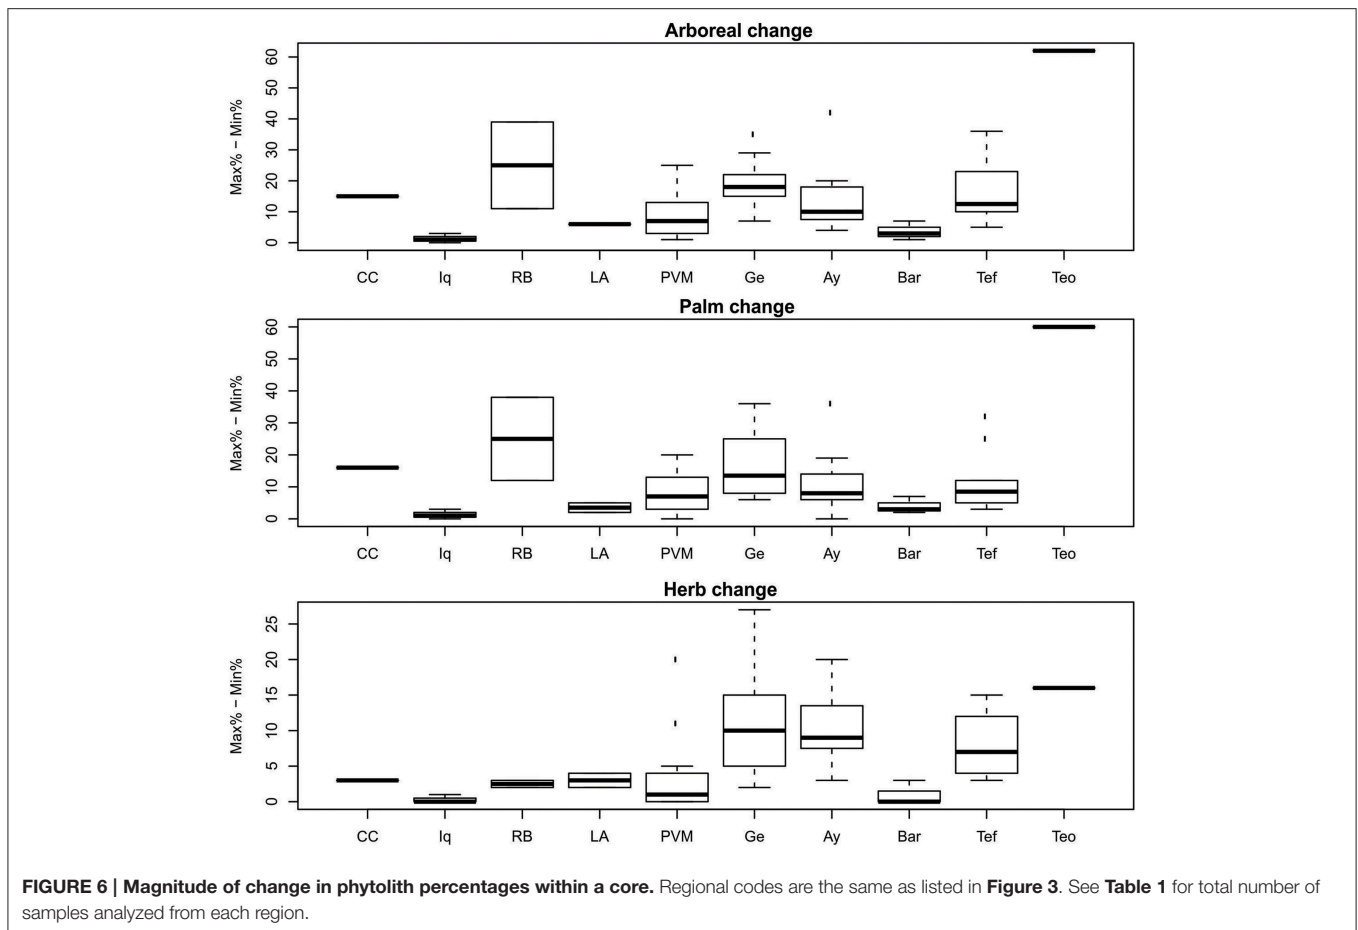 Arboreal change
Max% − Min%
60
50
40
30
20
10
0
CC Iq RB LA PVM Ge Ay Bar Tef Teo
Palm change
Max% − Min%
60
50
40
30
20
10
0
CC Iq RB LA PVM Ge Ay Bar Tef Teo
Herb change
Max% − Min%
25
20
15
10
5
0
CC Iq RB LA PVM Ge Ay Bar Tef Teo
FIGURE 6 | Magnitude of change in phytolith percentages within a core. Regional codes are the same as listed in Figure 3. See Table 1 for total number of
samples analyzed from each region.